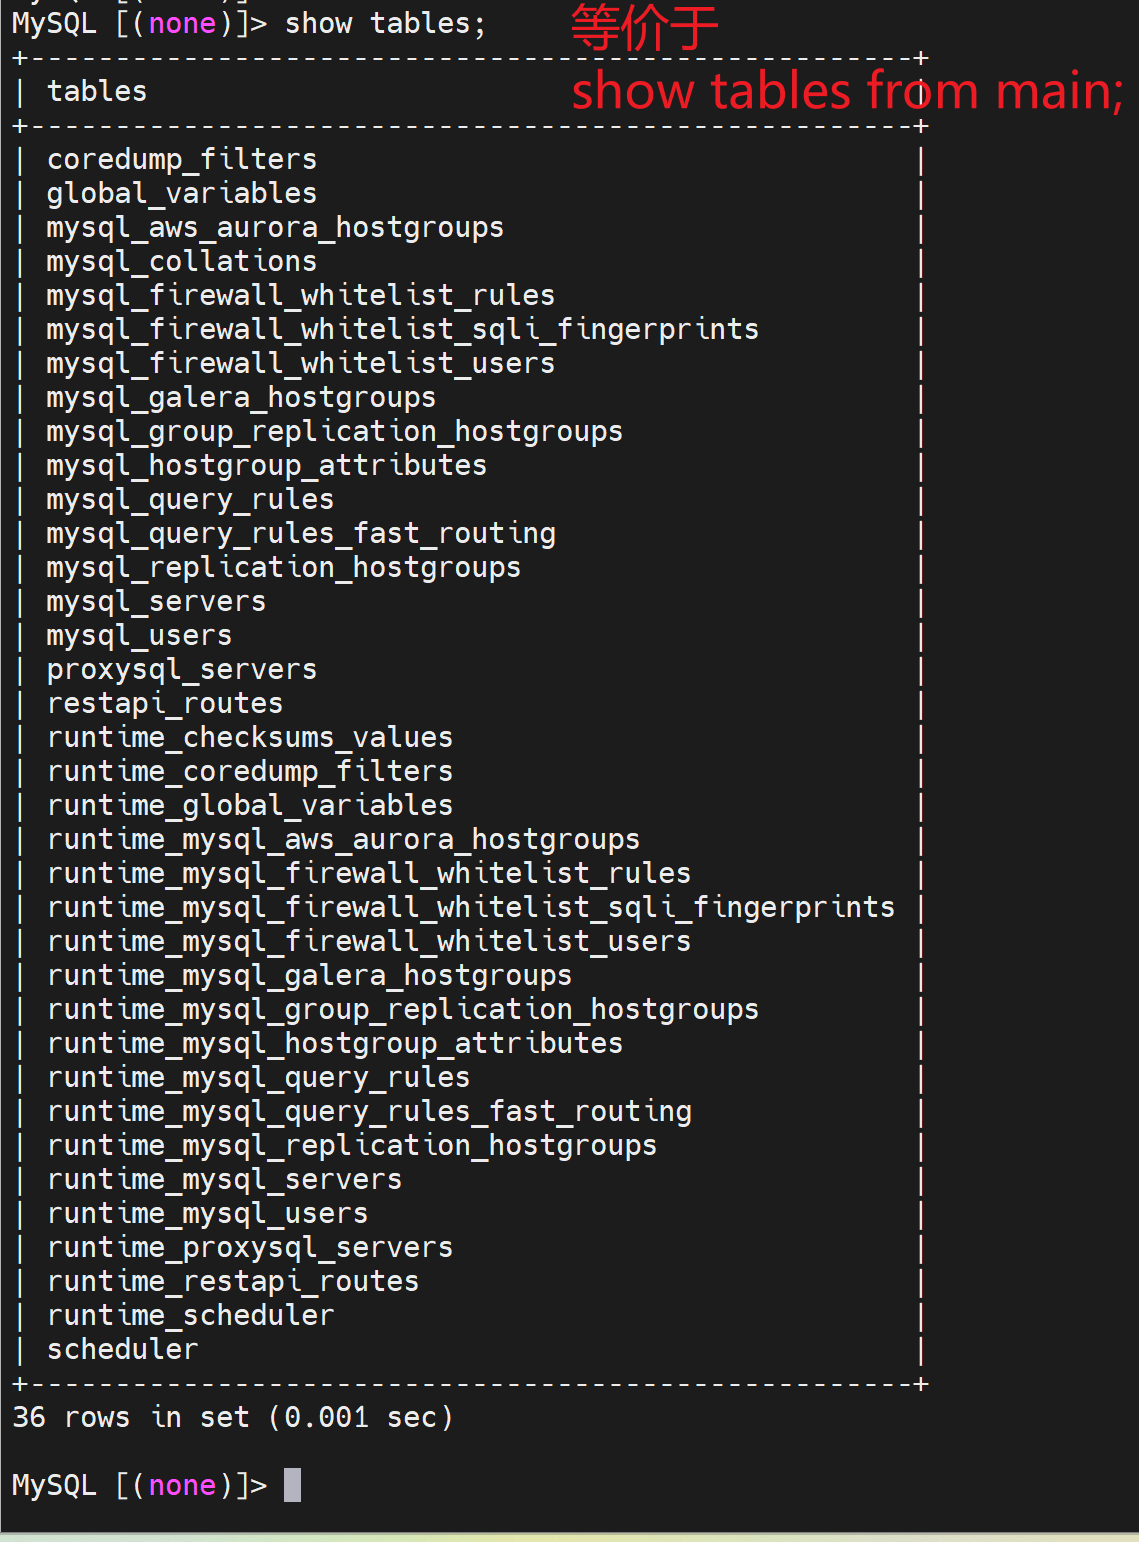 MySQL [(none)]> show tables;
等价于
+----------------------------------------------------+
| tables |
show tables from main;
+----------------------------------------------------+
| coredump_filters |
| global_variables |
| mysql_aws_aurora_hostgroups |
| mysql_collations |
| mysql_firewall_whitelist_rules |
| mysql_firewall_whitelist_sqli_fingerprints |
| mysql_firewall_whitelist_users |
| mysql_galera_hostgroups |
| mysql_group_replication_hostgroups |
| mysql_hostgroup_attributes |
| mysql_query_rules |
| mysql_query_rules_fast_routing |
| mysql_replication_hostgroups |
| mysql_servers |
| mysql_users |
| proxysql_servers |
| restapi_routes |
| runtime_checksums_values |
| runtime_coredump_filters |
| runtime_global_variables |
| runtime_mysql_aws_aurora_hostgroups |
| runtime_mysql_firewall_whitelist_rules |
| runtime_mysql_firewall_whitelist_sqli_fingerprints |
| runtime_mysql_firewall_whitelist_users |
| runtime_mysql_galera_hostgroups |
| runtime_mysql_group_replication_hostgroups |
| runtime_mysql_hostgroup_attributes |
| runtime_mysql_query_rules |
| runtime_mysql_query_rules_fast_routing |
| runtime_mysql_replication_hostgroups |
| runtime_mysql_servers |
| runtime_mysql_users |
| runtime_proxysql_servers |
| runtime_restapi_routes |
| runtime_scheduler |
| scheduler |
+----------------------------------------------------+
36 rows in set (0.001 sec)
MySQL [(none)]>